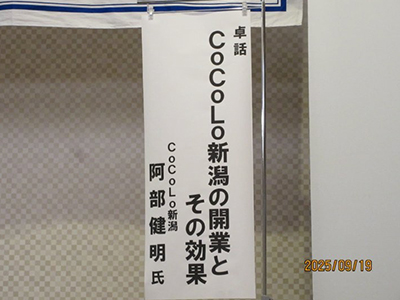 卓話
CoCoLo新潟の開業と
その効果
CoCoLo新潟
阿部健明氏
2025/09/19